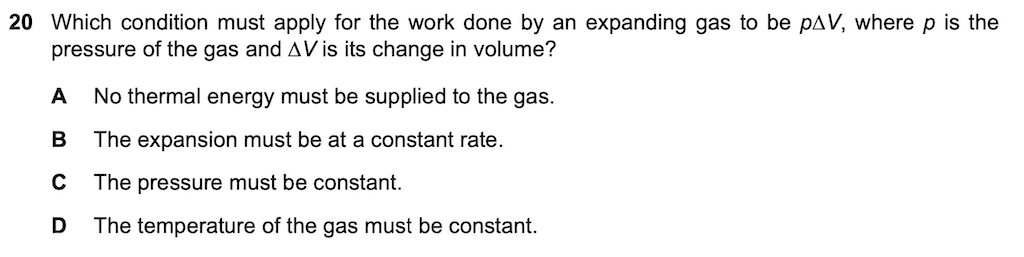 20 Which condition must apply for the work done by an expanding gas to be pΔV, where p is the
pressure of the gas and ΔV is its change in volume?
A No thermal energy must be supplied to the gas.
B The expansion must be at a constant rate.
C The pressure must be constant.
D The temperature of the gas must be constant.